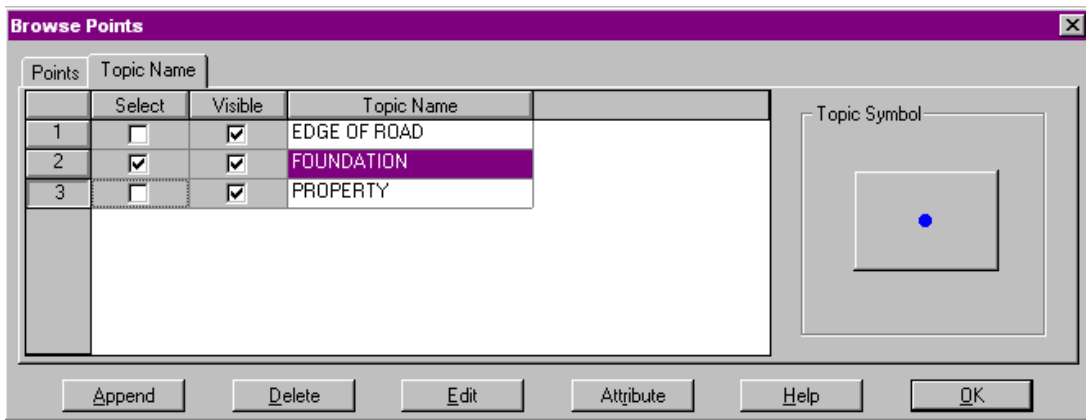 Browse Points
Points Topic Name
Select Visible Topic Name
1 EDGE OF ROAD
2 FOUNDATION
3 PROPERTY
Topic Symbol
Append Delete Edit Attribute Help OK